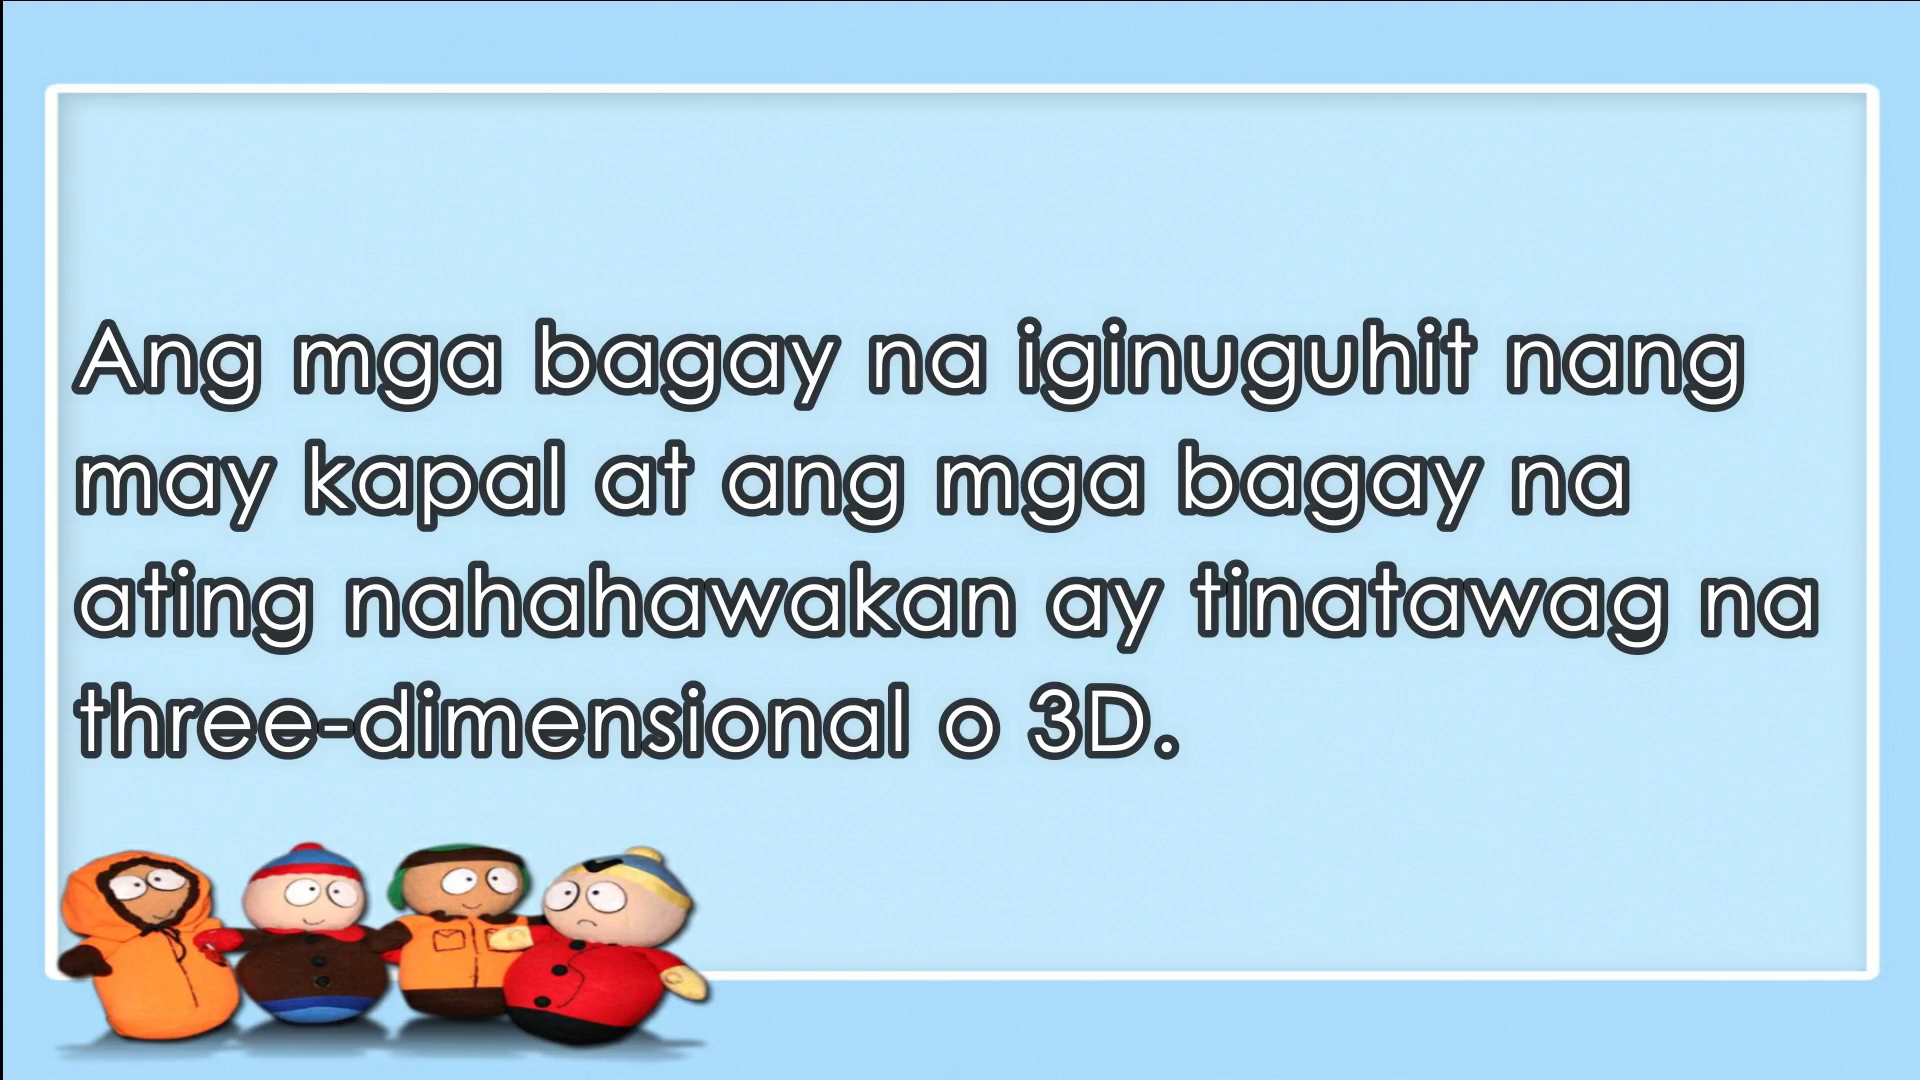 Ang mga bagay na iginuguhit nang
may kapal at ang mga bagay na
ating nahahawakan ay tinatawag na
three-dimensional o 3D.